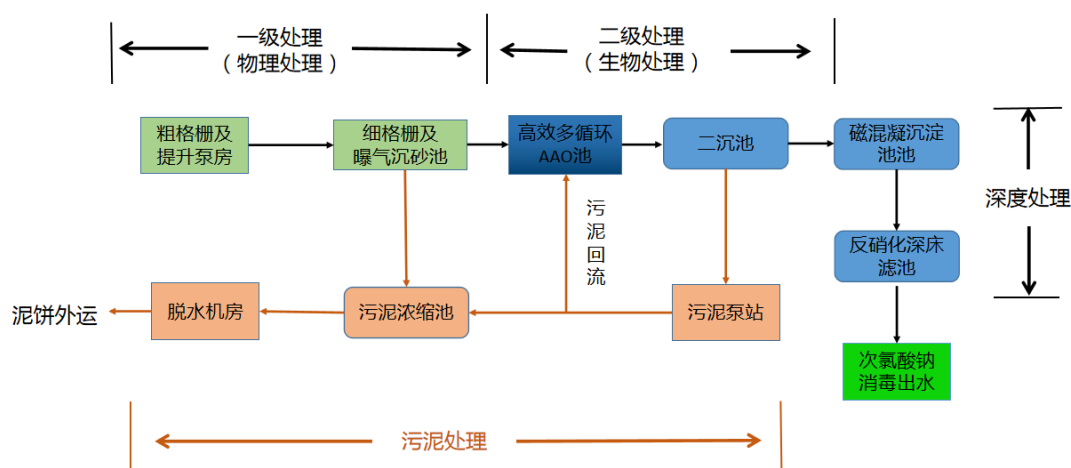 一级处理
（物理处理）
二级处理
（生物处理）
粗格栅及
提升泵房
细格栅及
曝气沉砂池
高效多循环
AAO池
二沉池
磁混凝沉淀
池池
深度处理
污
泥
回
流
反硝化深床
滤池
泥饼外运
脱水机房
污泥浓缩池
污泥泵站
次氯酸钠
消毒出水
污泥处理